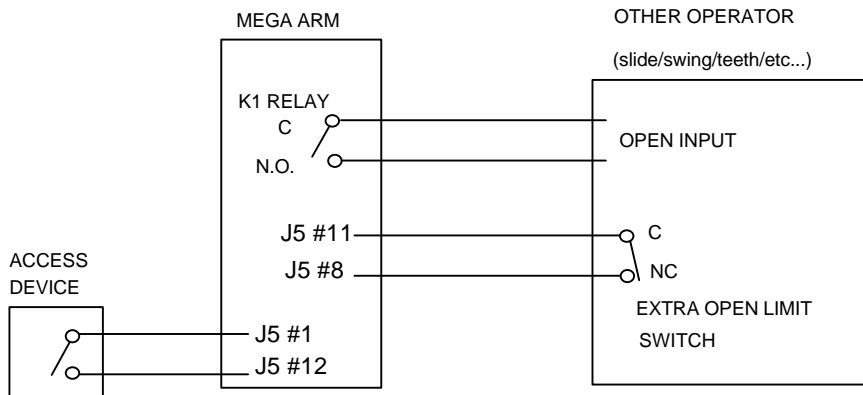 MEGA ARM
OTHER OPERATOR
(slide/swing/teeth/etc...)
K1 RELAY
C
N.O.
OPEN INPUT
J5 #11
C
J5 #8
NC
EXTRA OPEN LIMIT
SWITCH
ACCESS
DEVICE
J5 #1
J5 #12